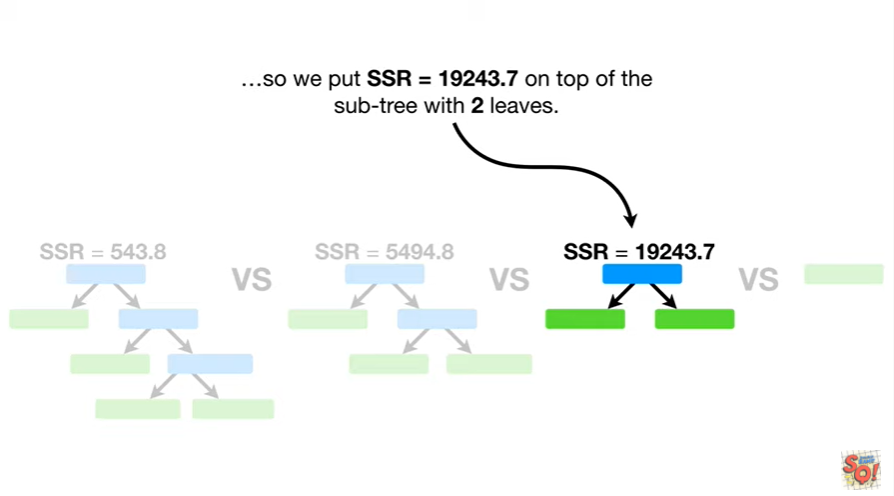 …so we put SSR = 19243.7 on top of the
sub-tree with 2 leaves.
SSR = 543.8
VS
SSR = 5494.8
VS
SSR = 19243.7
VS
SQ!